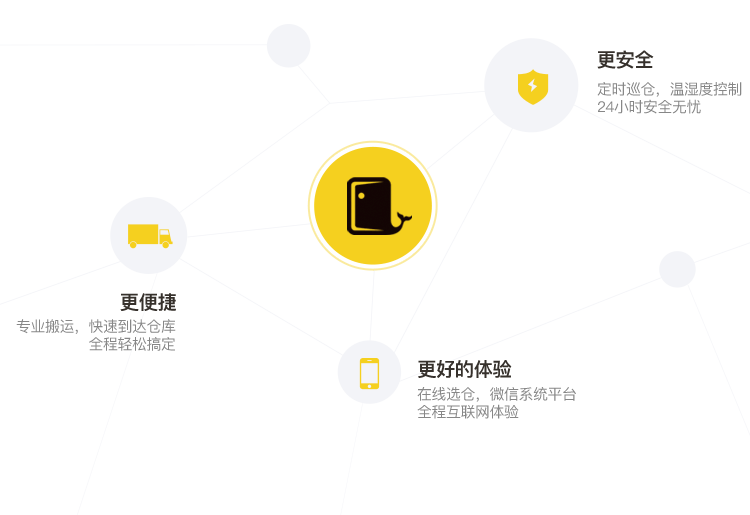 更安全
定时巡仓，温湿度控制
24小时安全无忧
更便捷
专业搬运，快速到达仓库
全程轻松搞定
更好的体验
在线选仓，微信系统平台
全程互联网体验